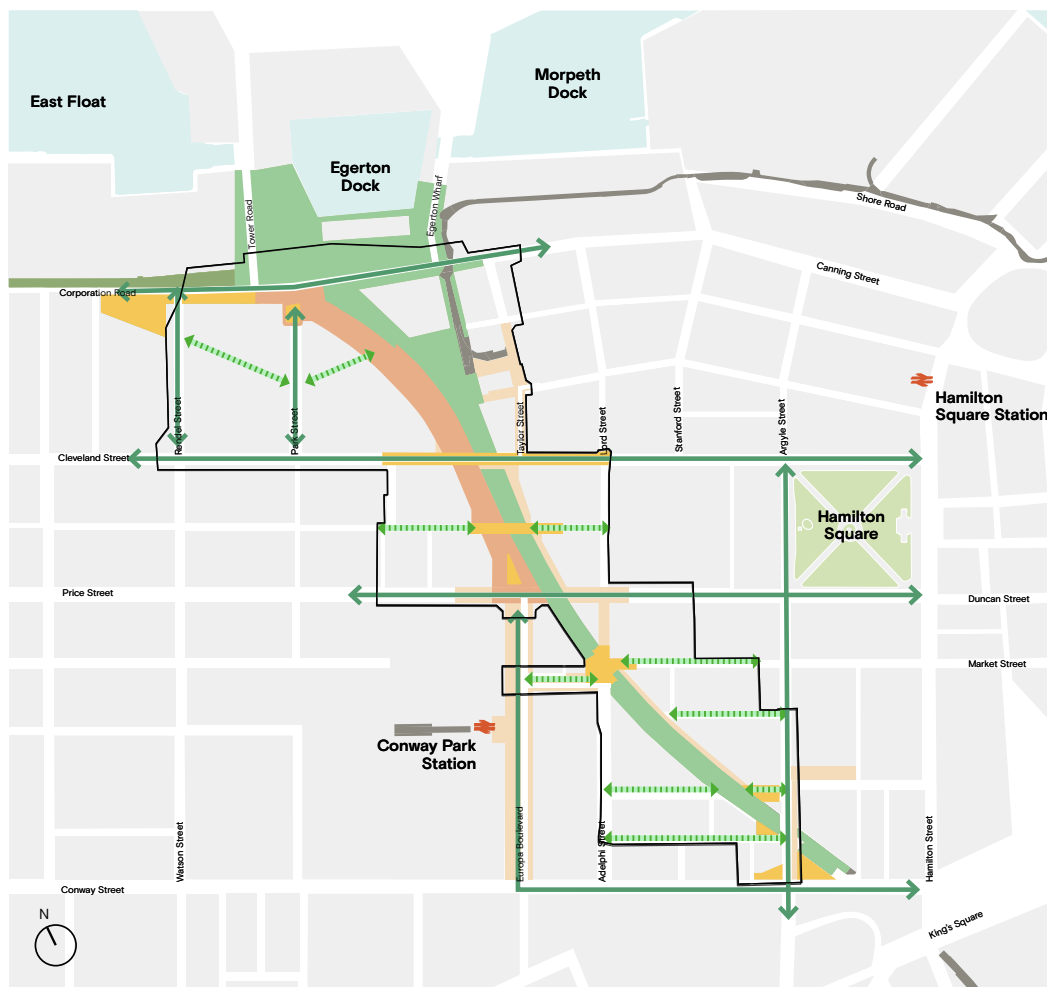 East Float
Morpeth
Dock
Egerton
Dock
Tower Road
Egerton Wharf
Shore Road
Canning Street
Corporation Road
Hamilton
Square Station
Rendel Street
Park Street
Taylor Street
Lord Street
Stanford Street
Argyle Street
Cleveland Street
Hamilton
Square
Price Street
Duncan Street
Market Street
Conway Park
Station
Watson Street
Europa Boulevard
Adelphi Street
Hamilton Street
Conway Street
N
King's Square